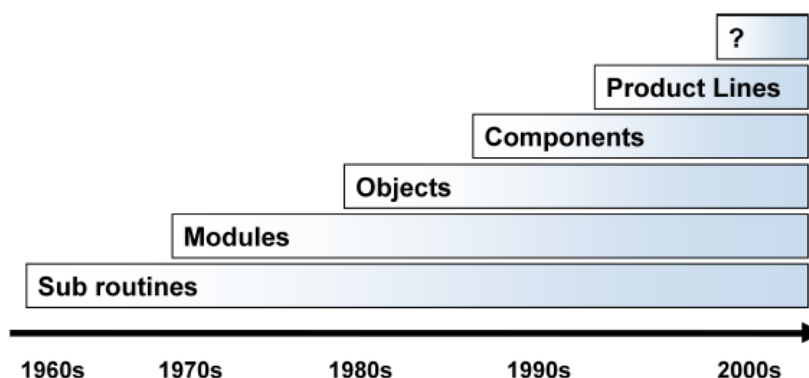 ?
Product Lines
Components
Objects
Modules
Sub routines
1960s 1970s 1980s 1990s 2000s